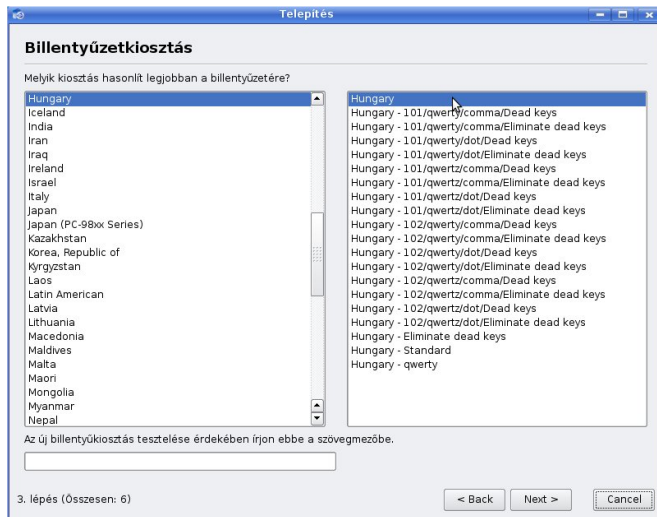 Telepítés
Billentyűzetkiosztás
Melyik kiosztás hasonlít legjobban a billentyűzetére?
Hungary
Iceland
India
Iran
Iraq
Ireland
Israel
Italy
Japan
Japan (PC-98xx Series)
Kazakhstan
Korea, Republic of
Kyrgyzstan
Laos
Latin American
Latvia
Lithuania
Macedonia
Maldives
Malta
Maori
Mongolia
Myanmar
Nepal
Hungary
Hungary - 101/qwerty/comma/Dead keys
Hungary - 101/qwerty/comma/Eliminate dead keys
Hungary - 101/qwerty/dot/Dead keys
Hungary - 101/qwerty/dot/Eliminate dead keys
Hungary - 101/qwertz/comma/Dead keys
Hungary - 101/qwertz/comma/Eliminate dead keys
Hungary - 101/qwertz/dot/Dead keys
Hungary - 101/qwertz/dot/Eliminate dead keys
Hungary - 102/qwerty/comma/Dead keys
Hungary - 102/qwerty/comma/Eliminate dead keys
Hungary - 102/qwerty/dot/Dead keys
Hungary - 102/qwerty/dot/Eliminate dead keys
Hungary - 102/qwertz/comma/Dead keys
Hungary - 102/qwertz/comma/Eliminate dead keys
Hungary - 102/qwertz/dot/Dead keys
Hungary - 102/qwertz/dot/Eliminate dead keys
Hungary - Eliminate dead keys
Hungary - Standard
Hungary - qwerty
Az új billentyűkiosztás tesztelése érdekében írjon ebbe a szövegmezőbe.
3. lépés (Összesen: 6)
< Back
Next >
Cancel